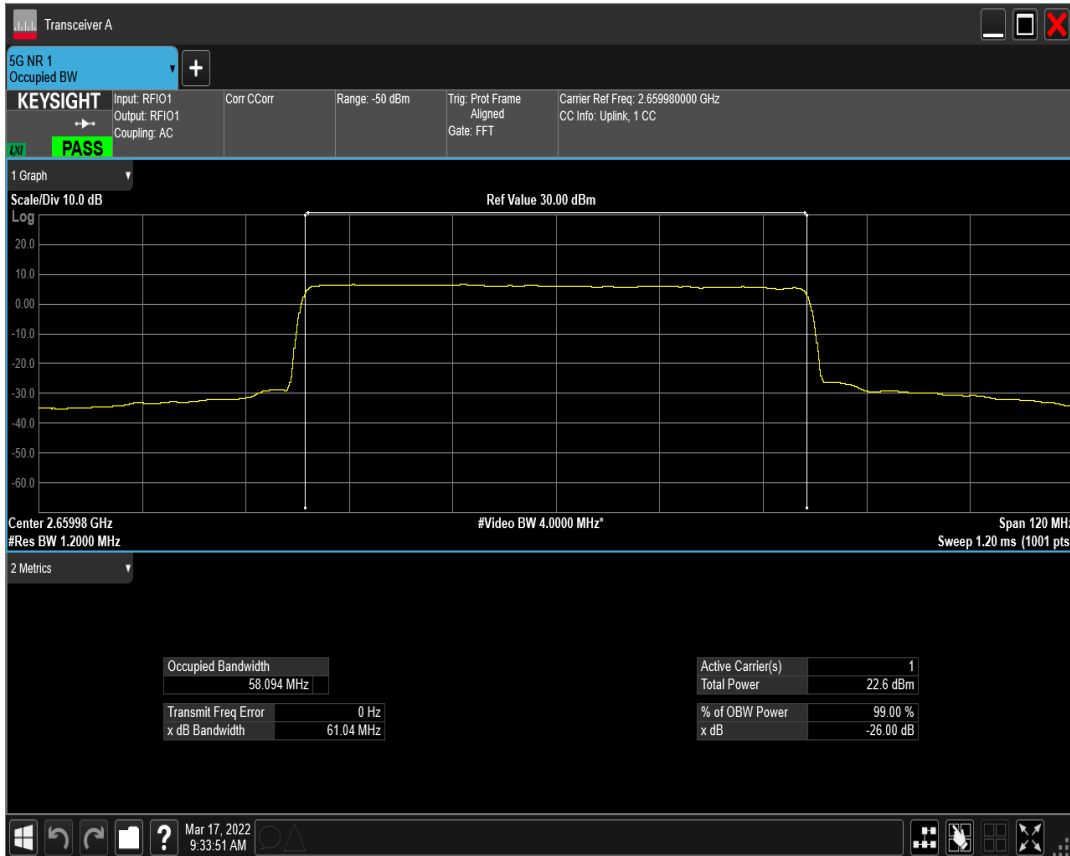 Transceiver A
5G NR 1
Occupied BW
+
KEYSIGHT
LXI
PASS
Input: RFIO1
Output: RFIO1
Coupling: AC
Corr CCorr
Range: -50 dBm
Trig: Prot Frame
Aligned
Gate: FFT
Carrier Ref Freq: 2.659980000 GHz
CC Info: Uplink, 1 CC
1 Graph
Scale/Div 10.0 dB
Ref Value 30.00 dBm
Log
20.0
10.0
0.00
-10.0
-20.0
-30.0
-40.0
-50.0
-60.0
Center 2.65998 GHz
#Video BW 4.0000 MHz*
Span 120 MHz
#Res BW 1.2000 MHz
Sweep 1.20 ms (1001 pts
2 Metrics
Occupied Bandwidth
58.094 MHz
Transmit Freq Error 0 Hz
x dB Bandwidth 61.04 MHz
Active Carrier(s) 1
Total Power 22.6 dBm
% of OBW Power 99.00 %
x dB -26.00 dB
?
Mar 17, 2022
9:33:51 AM